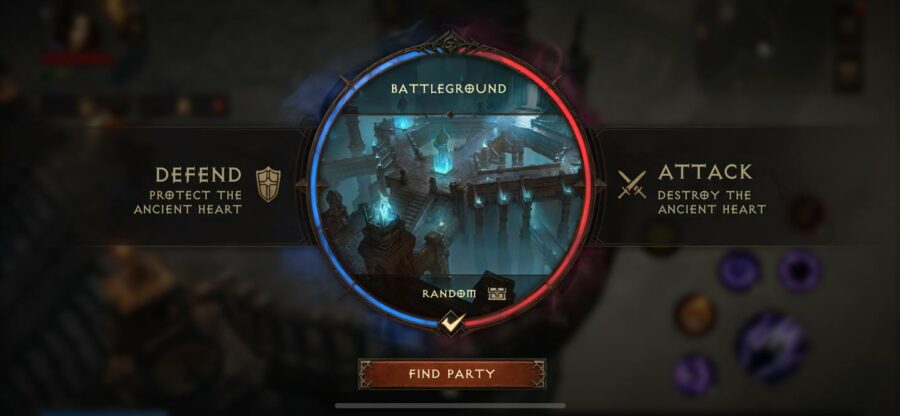 BATTLEGROUND
DEFEND
PROTECT THE
ANCIENT HEART
ATTACK
DESTROY THE
ANCIENT HEART
RANDOM
FIND PARTY